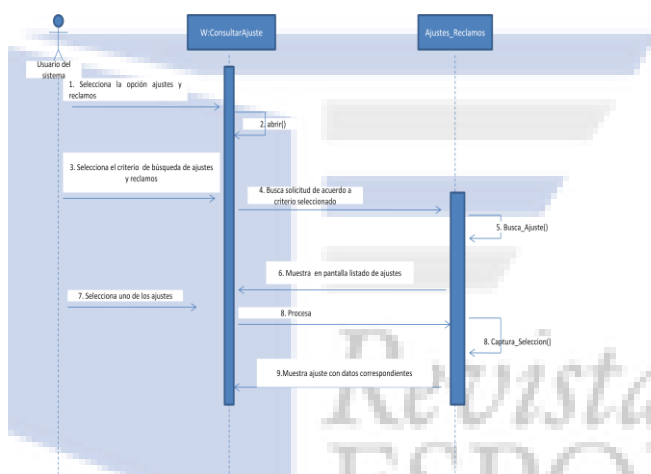 W:ConsultarAjuste
Ajustes_Reclamos
Usuario del
sistema
1. Selecciona la opción ajustes y
reclamos
2. abrir()
3. Selecciona el criterio de búsqueda de ajustes
y reclamos
4. Busca solicitud de acuerdo a
criterio seleccionado
5. Busca_Ajuste()
6. Muestra en pantalla listado de ajustes
7. Selecciona uno de los ajustes
8. Procesa
8. Captura_Seleccion()
9.Muestra ajuste con datos correspondientes
Revista